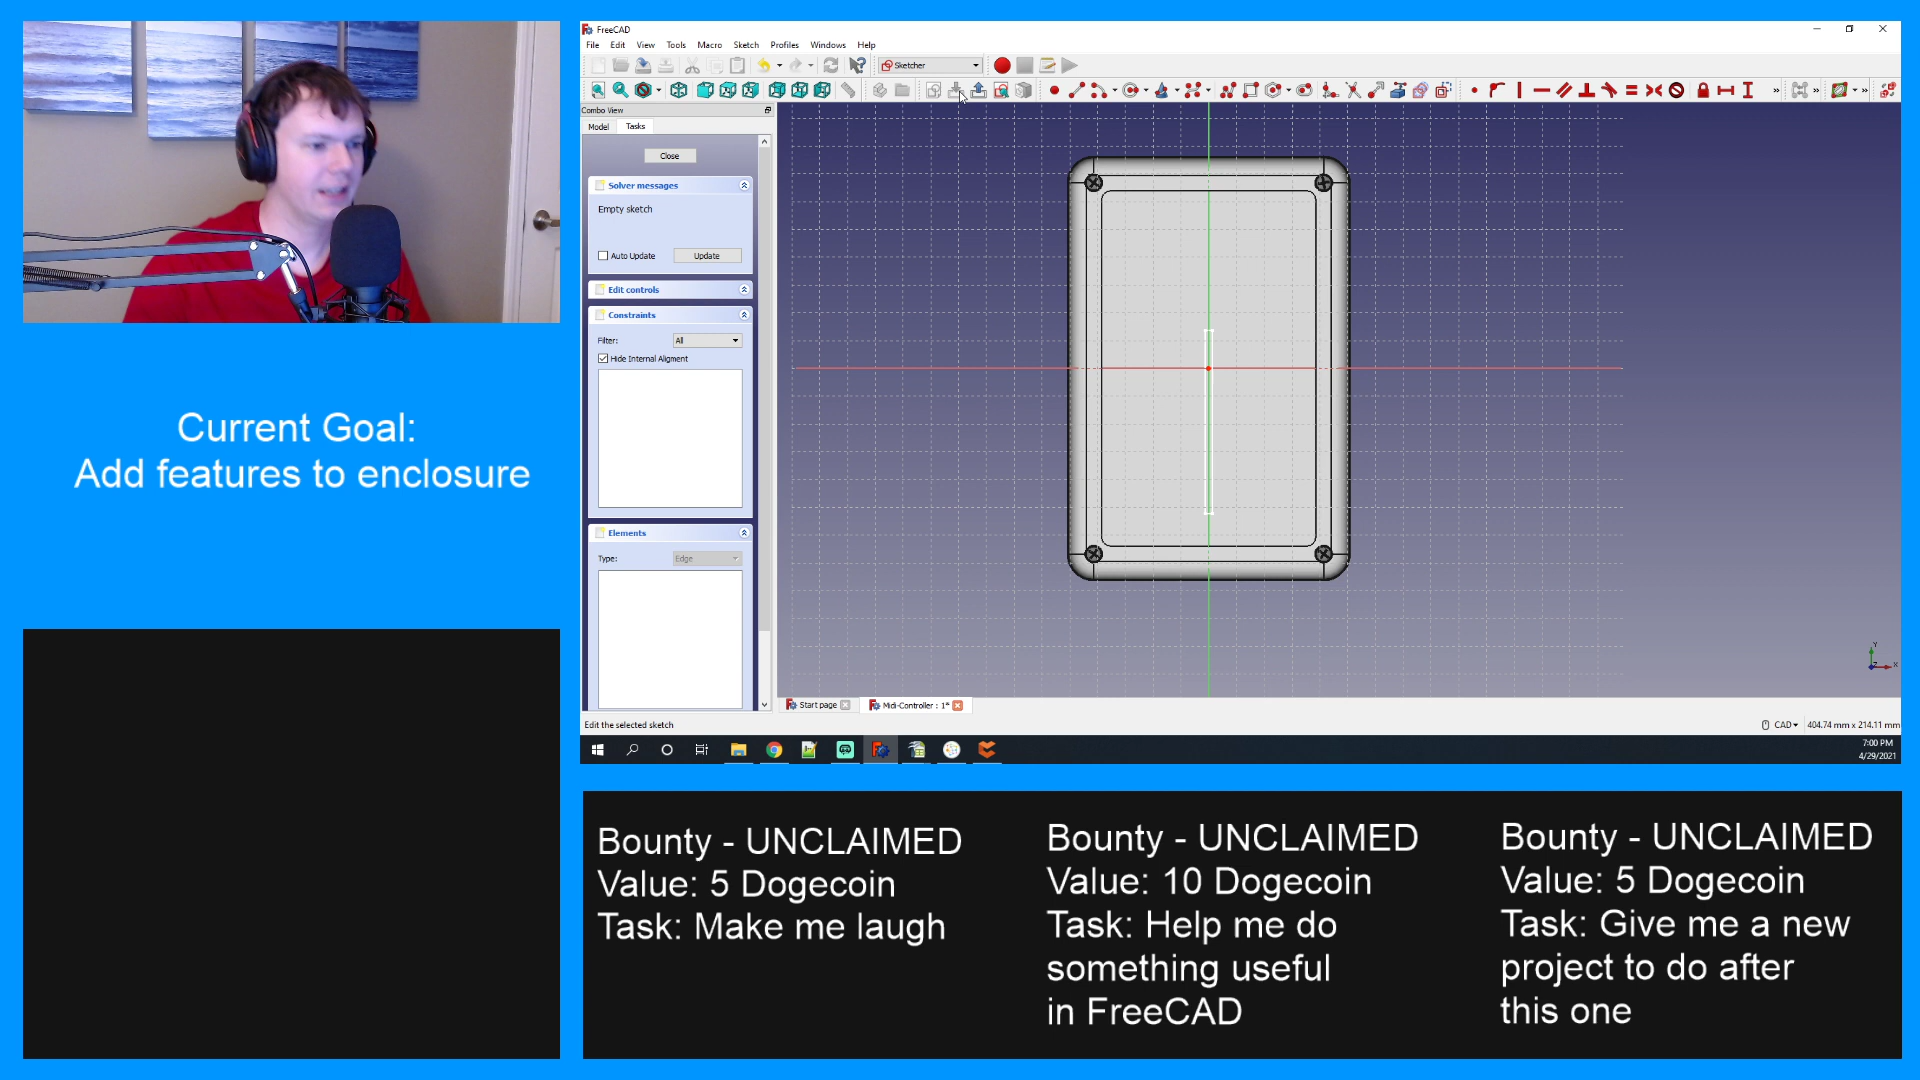 FreeCAD
File Edit View Tools Macro Sketch Profiles Windows Help
Sketcher
Combo View
Model Tasks
Close
Solver messages
Empty sketch
Auto Update Update
Edit controls
Constraints
Filter: All
Hide Internal Aligment
Elements
Type: Edge
Start page Midi-Controller : 1*
Edit the selected sketch
CAD 404.74 mm x 214.11 mm
7:00 PM
4/29/2021
Y
X
Z
Current Goal:
Add features to enclosure
Bounty - UNCLAIMED
Value: 5 Dogecoin
Task: Make me laugh
Bounty - UNCLAIMED
Value: 10 Dogecoin
Task: Help me do
something useful
in FreeCAD
Bounty - UNCLAIMED
Value: 5 Dogecoin
Task: Give me a new
project to do after
this one